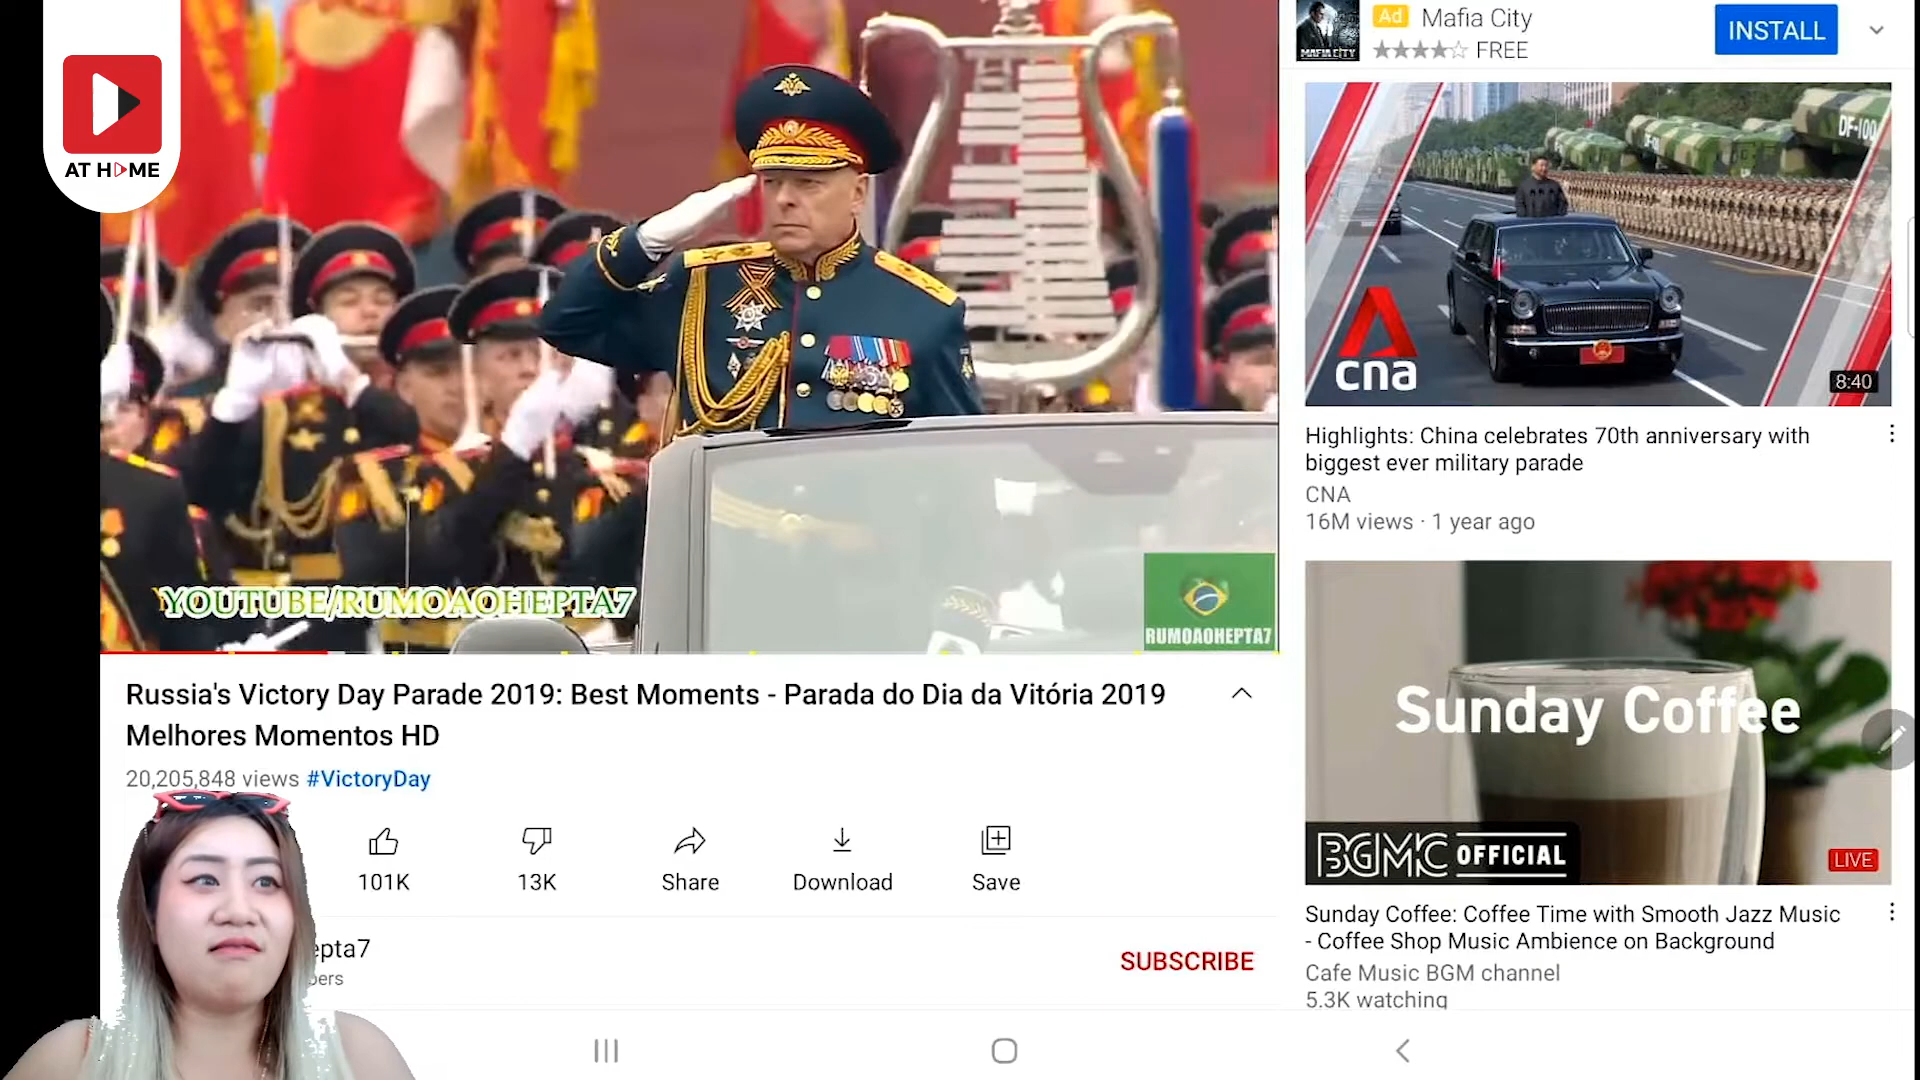 AT HOME
YOUTUBE/RUMOAOHEPTA7
RUMOAOHEPTA7
Russia's Victory Day Parade 2019: Best Moments - Parada do Dia da Vitória 2019
Melhores Momentos HD
20,205,848 views #VictoryDay
101K
13K
Share
Download
Save
epta7
bers
SUBSCRIBE
MAFIA CITY
Ad Mafia City
FREE
INSTALL
DF-100
cna
8:40
Highlights: China celebrates 70th anniversary with
biggest ever military parade
CNA
16M views · 1 year ago
Sunday Coffee
BGMC OFFICIAL
LIVE
Sunday Coffee: Coffee Time with Smooth Jazz Music
- Coffee Shop Music Ambience on Background
Cafe Music BGM channel
5.3K watching